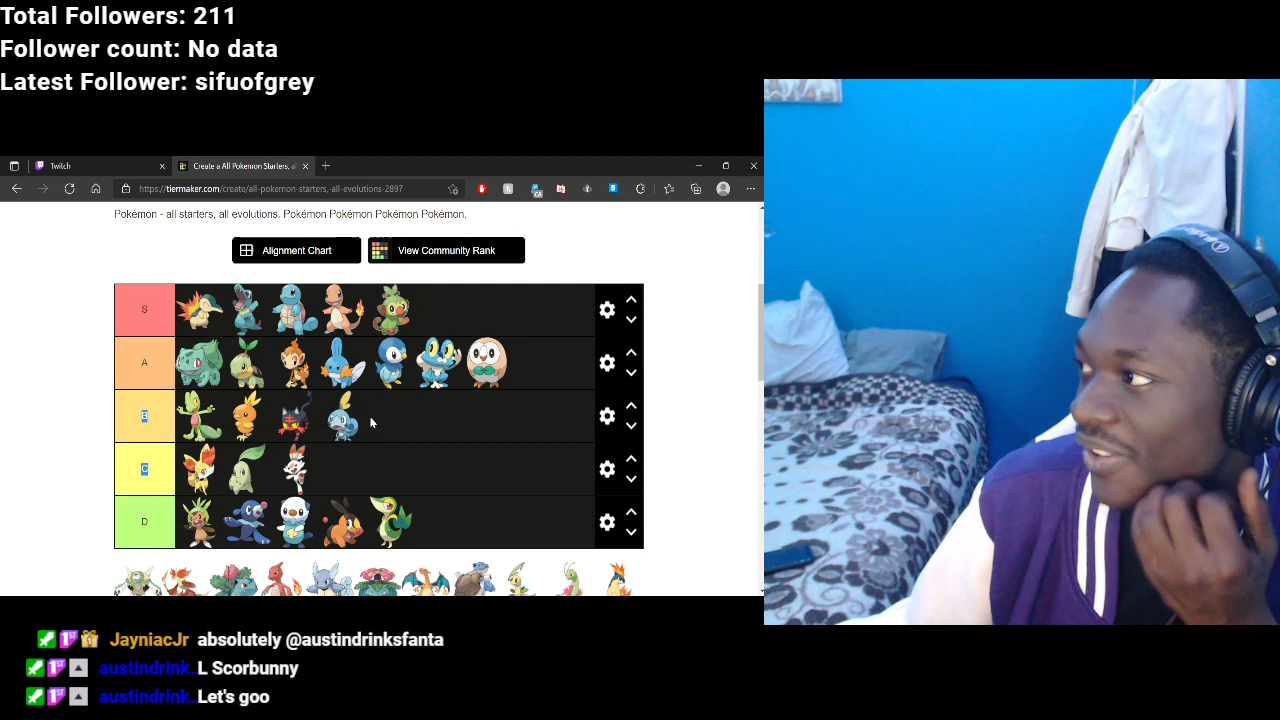 Total Followers: 211
Follower count: No data
Latest Follower: sifuofgrey
Twitch
Create a All Pokemon Starters, a
https://tiermaker.com/create/all-pokemon-starters,-all-evolutions-2897
Pokémon - all starters, all evolutions. Pokémon Pokémon Pokémon Pokémon.
Alignment Chart
View Community Rank
S
A
B
C
D
JayniacJr absolutely @austindrinksfanta
austindrink.. L Scorbunny
austindrink.. Let's goo